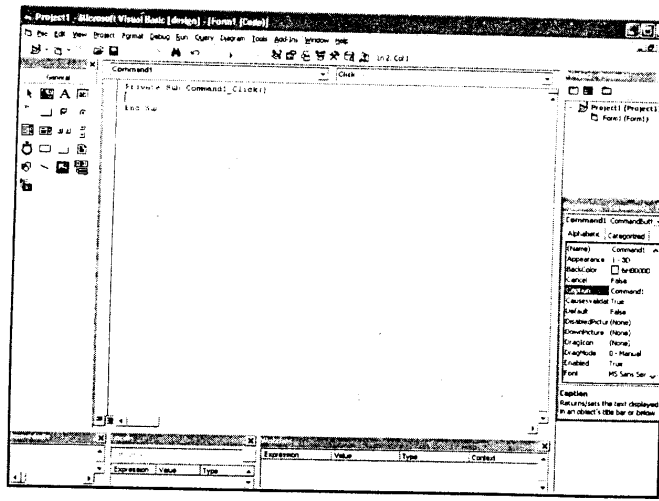 Project1 - Microsoft Visual Basic [design] - [Form1 (Code)]
Edit View Project Format Debug Run Query Diagram Tools Add-Ins Window Help
Ln 2, Col 1
General
Command1
Click
Private Sub Command1_Click()
End Sub
Project1 (Project1)
Form1 (Form1)
Command1 CommandButt
Alphabetic Categorized
(Name) Command1
Appearance 1 - 3D
BackColor &H80000
Cancel False
Caption Command1
CausesValidat True
Default False
DisabledPictur (None)
DownPicture (None)
DragIcon (None)
DragMode 0 - Manual
Enabled True
Font MS Sans Ser
Caption
Returns/sets the text displayed
in an object's title bar or below
Expression Value Type
Expression Value Type Context